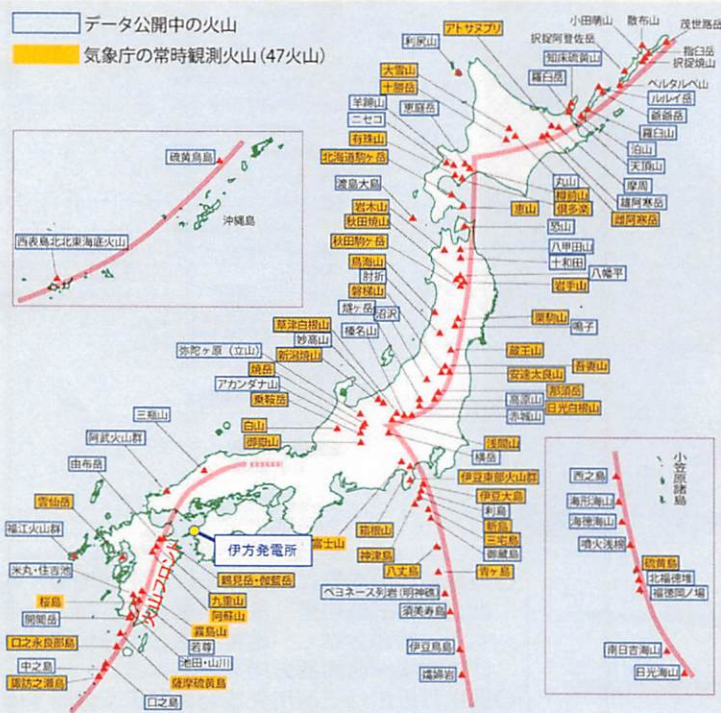 データ公開中の火山
気象庁の常時観測火山(47火山)
アトサヌプリ
小田萌山
散布山
茂世路岳
択捉阿登佐岳
指臼岳
利尻山
知床硫黄山
択捉焼山
大雪山
羅臼岳
十勝岳
ベルタルベ山
羊蹄山
恵庭岳
ルルイ岳
ニセコ
爺爺岳
有珠山
羅臼山
泊山
北海道駒ヶ岳
天頂山
硫黄鳥島
渡島大島
丸山
摩周
樽前山
雄阿寒岳
恵山
倶多楽
沖縄島
岩木山
雌阿寒岳
恐山
秋田焼山
西表島北北東海底火山
八甲田山
秋田駒ヶ岳
十和田
鳥海山
八幡平
肘折
岩手山
磐梯山
燧ヶ岳
沼沢
栗駒山
草津白根山
榛名山
鳴子
妙高山
弥陀ヶ原(立山)
新潟焼山
蔵王山
焼岳
吾妻山
アカンダナ山
安達太良山
乗鞍岳
那須岳
高原山
三瓶山
日光白根山
赤城山
白山
阿武火山群
浅間山
御嶽山
横岳
由布岳
伊豆東部火山群
小笠原諸島
西之島
雲仙岳
伊豆大島
利島
海形海山
福江火山群
箱根山
新島
海徳海山
伊方発電所
富士山
三宅島
米丸・住吉池
神津島
御蔵島
噴火浅根
火山フロント
鶴見岳・伽藍岳
八丈島
青ヶ島
硫黄島
桜島
九重山
北福徳堆
阿蘇山
ベヨネース列岩(明神礁)
福徳岡ノ場
開聞岳
霧島山
須美寿島
口之永良部島
若尊
池田・山川
中之島
伊豆鳥島
南日吉海山
諏訪之瀬島
薩摩硫黄島
口之島
孀婦岩
日光海山